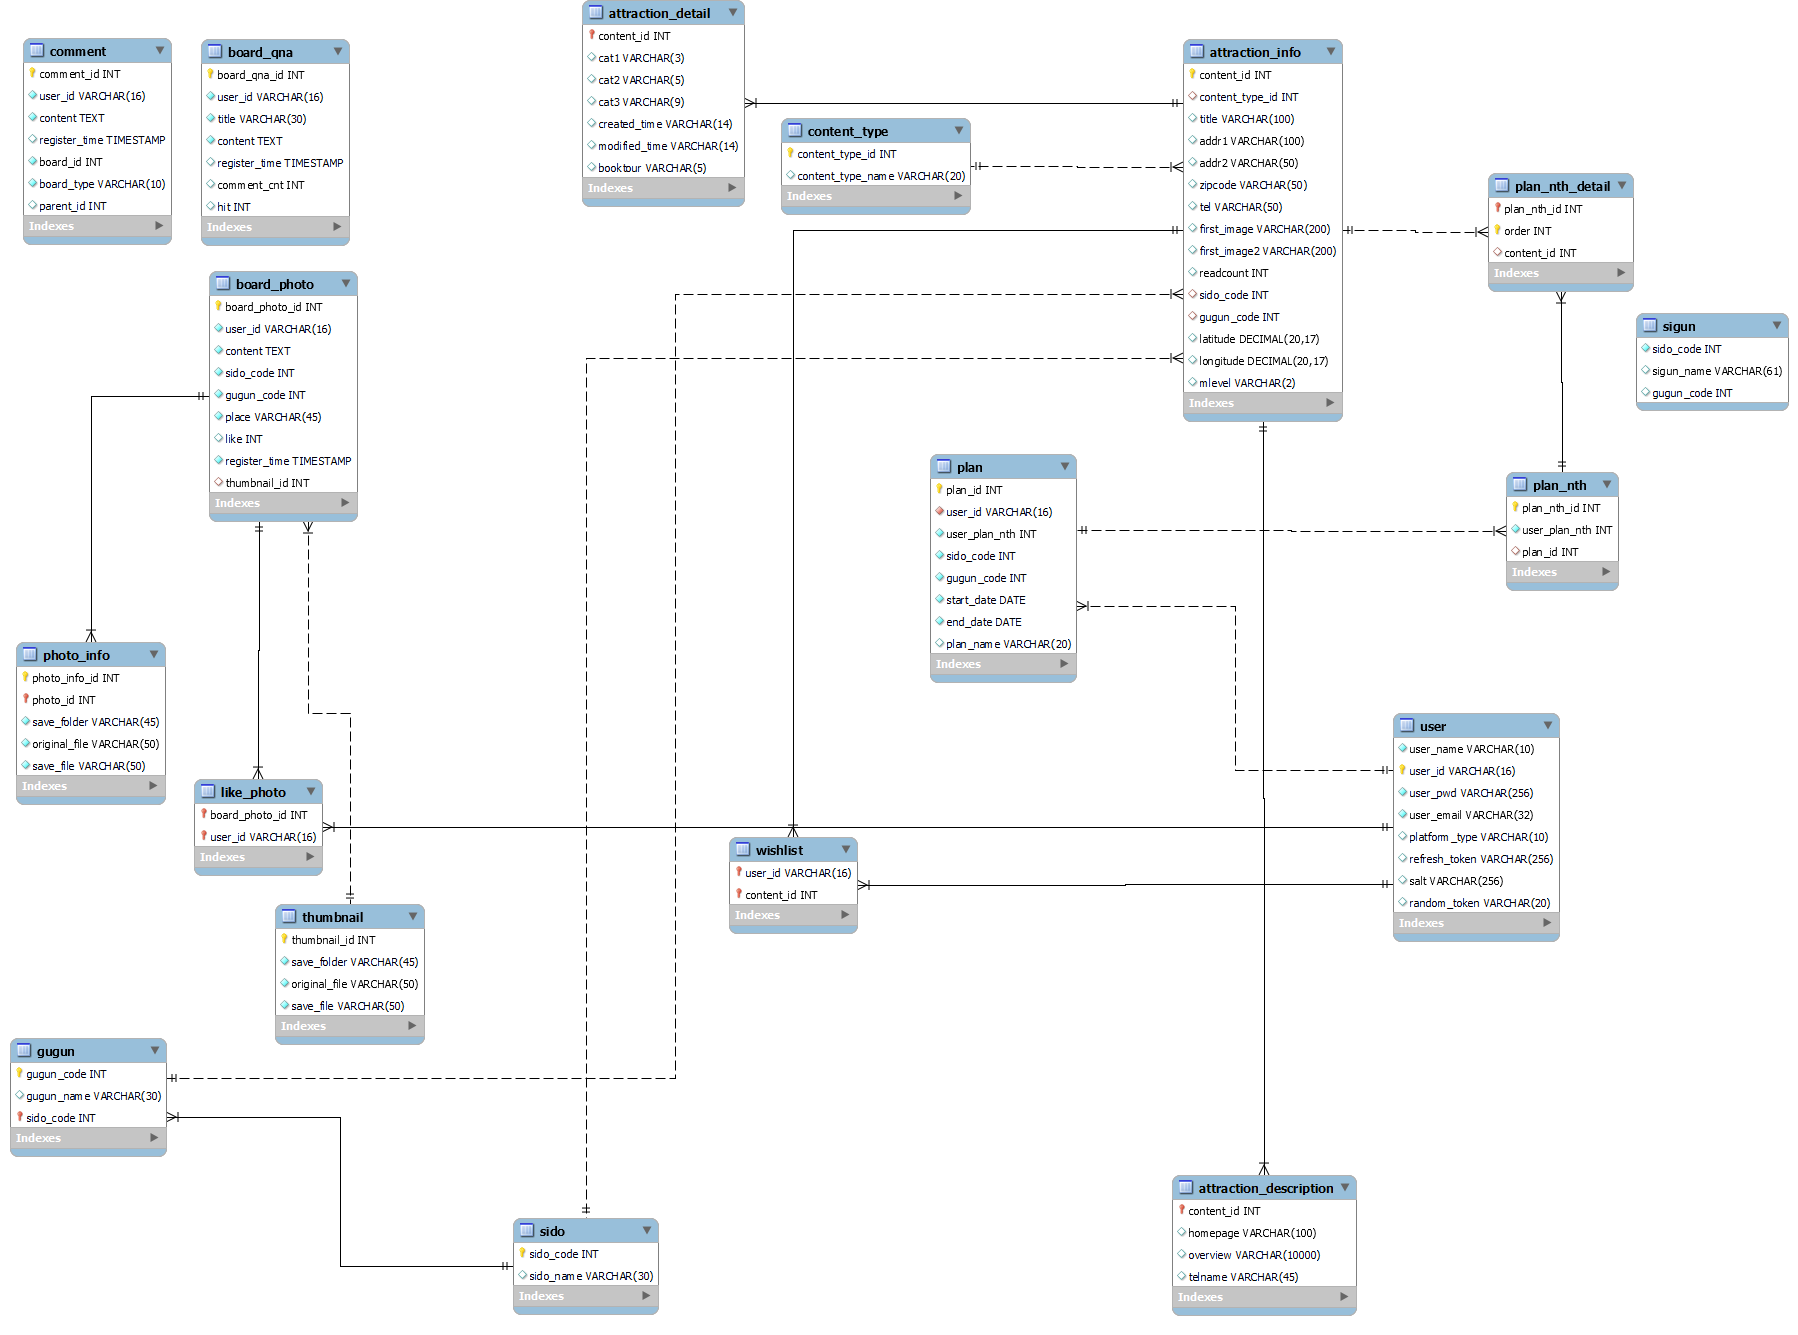 comment
comment_id INT
user_id VARCHAR(16)
content TEXT
register_time TIMESTAMP
board_id INT
board_type VARCHAR(10)
parent_id INT
Indexes
board_qna
board_qna_id INT
user_id VARCHAR(16)
title VARCHAR(30)
content TEXT
register_time TIMESTAMP
comment_cnt INT
hit INT
Indexes
attraction_detail
content_id INT
cat1 VARCHAR(3)
cat2 VARCHAR(5)
cat3 VARCHAR(9)
created_time VARCHAR(14)
modified_time VARCHAR(14)
booktour VARCHAR(5)
Indexes
content_type
content_type_id INT
content_type_name VARCHAR(20)
Indexes
attraction_info
content_id INT
content_type_id INT
title VARCHAR(100)
addr1 VARCHAR(100)
addr2 VARCHAR(50)
zipcode VARCHAR(50)
tel VARCHAR(50)
first_image VARCHAR(200)
first_image2 VARCHAR(200)
readcount INT
sido_code INT
gugun_code INT
latitude DECIMAL(20,17)
longitude DECIMAL(20,17)
mlevel VARCHAR(2)
Indexes
plan_nth_detail
plan_nth_id INT
order INT
content_id INT
Indexes
sigun
sido_code INT
sigun_name VARCHAR(61)
gugun_code INT
board_photo
board_photo_id INT
user_id VARCHAR(16)
content TEXT
sido_code INT
gugun_code INT
place VARCHAR(45)
like INT
register_time TIMESTAMP
thumbnail_id INT
Indexes
plan
plan_id INT
user_id VARCHAR(16)
user_plan_nth INT
sido_code INT
gugun_code INT
start_date DATE
end_date DATE
plan_name VARCHAR(20)
Indexes
plan_nth
plan_nth_id INT
user_plan_nth INT
plan_id INT
Indexes
photo_info
photo_info_id INT
photo_id INT
save_folder VARCHAR(45)
original_file VARCHAR(50)
save_file VARCHAR(50)
Indexes
like_photo
board_photo_id INT
user_id VARCHAR(16)
Indexes
wishlist
user_id VARCHAR(16)
content_id INT
Indexes
user
user_name VARCHAR(10)
user_id VARCHAR(16)
user_pwd VARCHAR(256)
user_email VARCHAR(32)
platform_type VARCHAR(10)
refresh_token VARCHAR(256)
salt VARCHAR(256)
random_token VARCHAR(20)
Indexes
thumbnail
thumbnail_id INT
save_folder VARCHAR(45)
original_file VARCHAR(50)
save_file VARCHAR(50)
Indexes
gugun
gugun_code INT
gugun_name VARCHAR(30)
sido_code INT
Indexes
sido
sido_code INT
sido_name VARCHAR(30)
Indexes
attraction_description
content_id INT
homepage VARCHAR(100)
overview VARCHAR(10000)
telname VARCHAR(45)
Indexes